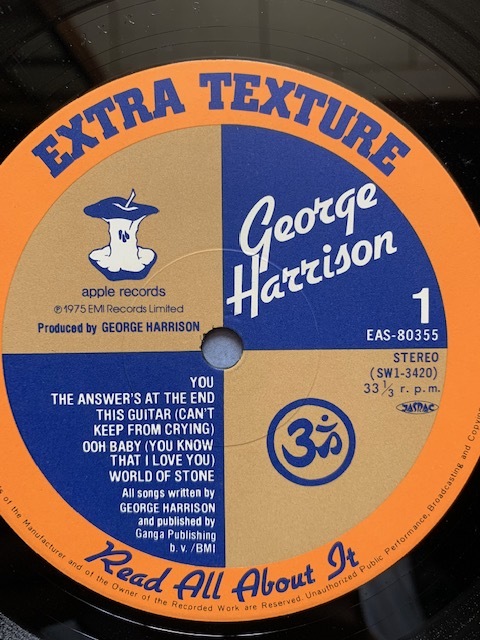 EXTRA TEXTURE
apple records
℗1975 EMI Records Limited
Produced by GEORGE HARRISON
George
Harrison
1
EAS-80355
STEREO
(SW1-3420)
33 1/3 r. p. m.
JASRAC
YOU
THE ANSWER'S AT THE END
THIS GUITAR (CAN'T
KEEP FROM CRYING)
OOH BABY (YOU KNOW
THAT I LOVE YOU)
WORLD OF STONE
All songs written by
GEORGE HARRISON
and published by
Ganga Publishing
b. v. /BMI
ॐ
Read All About It
of the Manufacturer and of the Owner of the Recorded Work are Reserved. Unauthorized Public Performance, Broadcasting and Copying